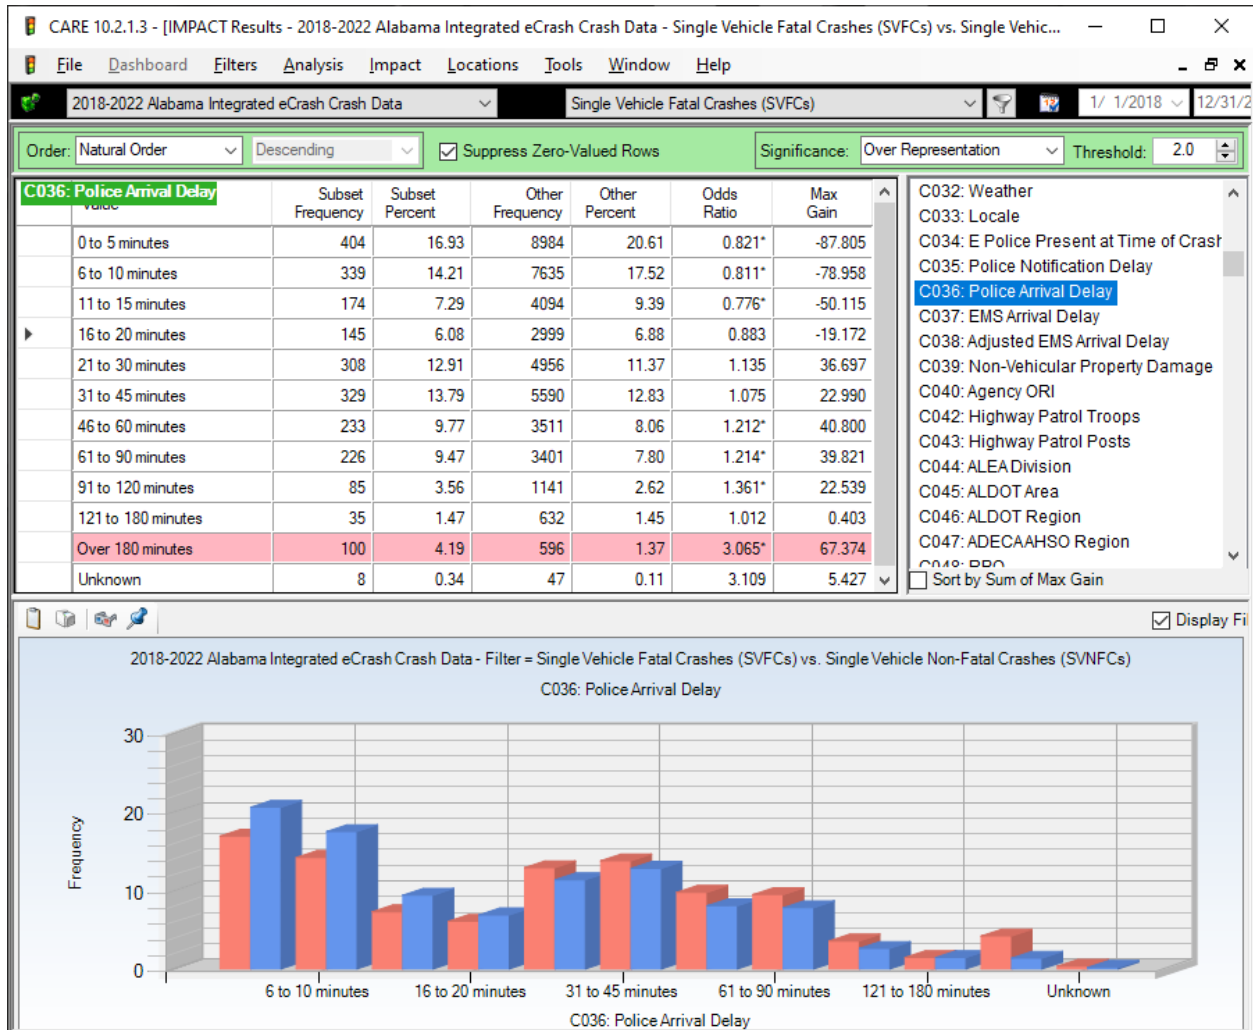 CARE 10.2.1.3 - [IMPACT Results - 2018-2022 Alabama Integrated eCrash Crash Data - Single Vehicle Fatal Crashes (SVFCs) vs. Single Vehic...
File Dashboard Filters Analysis Impact Locations Tools Window Help
2018-2022 Alabama Integrated eCrash Crash Data Single Vehicle Fatal Crashes (SVFCs) 1/ 1/2018 12/31/2
Order: Natural Order Descending Suppress Zero-Valued Rows Significance: Over Representation Threshold: 2.0
C036: Police Arrival Delay
Subset Frequency Subset Percent Other Frequency Other Percent Odds Ratio Max Gain
0 to 5 minutes 404 16.93 8984 20.61 0.821* -87.805
6 to 10 minutes 339 14.21 7635 17.52 0.811* -78.958
11 to 15 minutes 174 7.29 4094 9.39 0.776* -50.115
16 to 20 minutes 145 6.08 2999 6.88 0.883 -19.172
21 to 30 minutes 308 12.91 4956 11.37 1.135 36.697
31 to 45 minutes 329 13.79 5590 12.83 1.075 22.990
46 to 60 minutes 233 9.77 3511 8.06 1.212* 40.800
61 to 90 minutes 226 9.47 3401 7.80 1.214* 39.821
91 to 120 minutes 85 3.56 1141 2.62 1.361* 22.539
121 to 180 minutes 35 1.47 632 1.45 1.012 0.403
Over 180 minutes 100 4.19 596 1.37 3.065* 67.374
Unknown 8 0.34 47 0.11 3.109 5.427
C032: Weather
C033: Locale
C034: E Police Present at Time of Crash
C035: Police Notification Delay
C036: Police Arrival Delay
C037: EMS Arrival Delay
C038: Adjusted EMS Arrival Delay
C039: Non-Vehicular Property Damage
C040: Agency ORI
C042: Highway Patrol Troops
C043: Highway Patrol Posts
C044: ALEA Division
C045: ALDOT Area
C046: ALDOT Region
C047: ADECAAHSO Region
Sort by Sum of Max Gain
Display Fil
2018-2022 Alabama Integrated eCrash Crash Data - Filter = Single Vehicle Fatal Crashes (SVFCs) vs. Single Vehicle Non-Fatal Crashes (SVNFCs)
C036: Police Arrival Delay
30
20
10
0
Frequency
6 to 10 minutes 16 to 20 minutes 31 to 45 minutes 61 to 90 minutes 121 to 180 minutes Unknown
C036: Police Arrival Delay